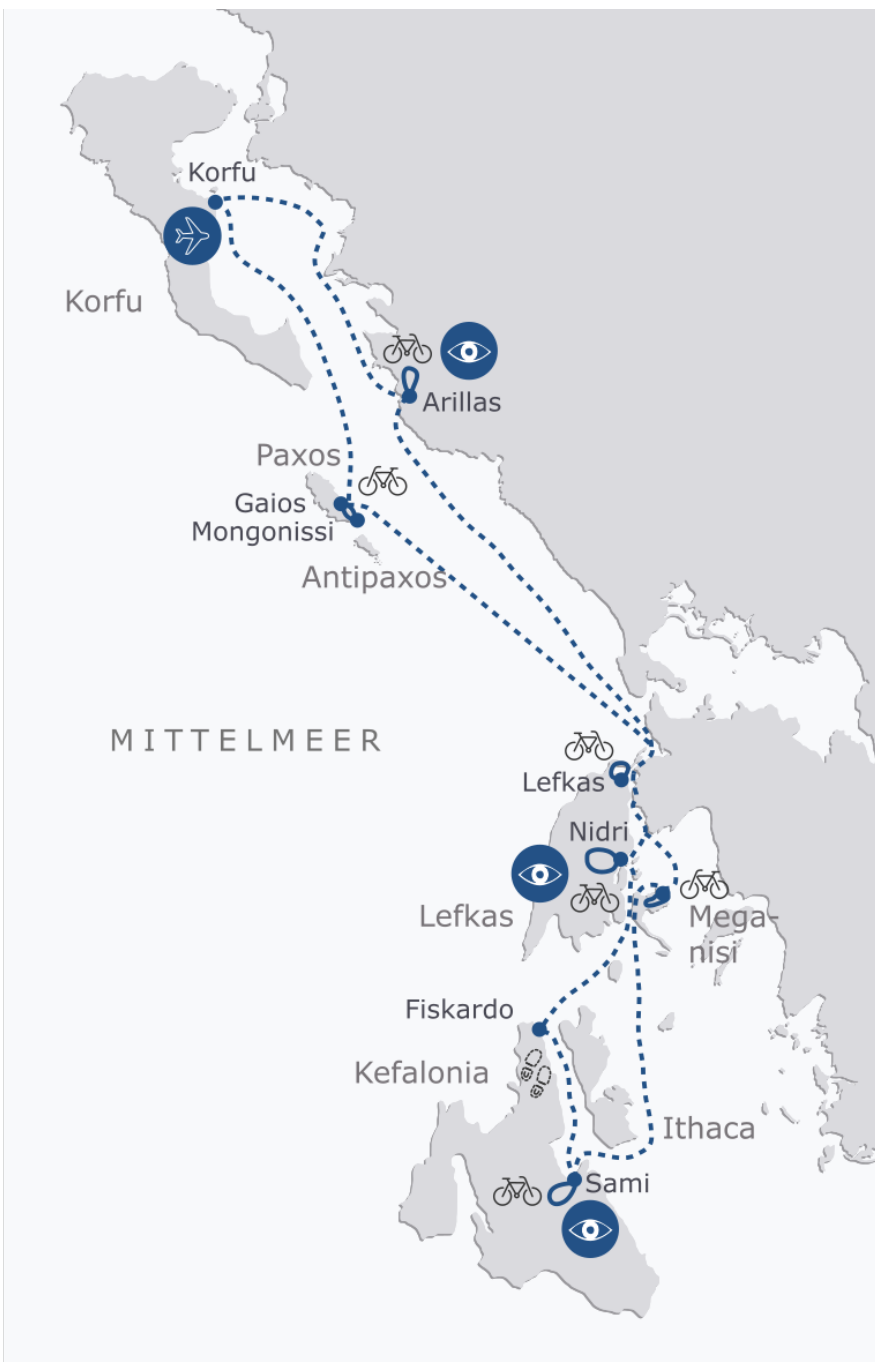 Korfu
Korfu
Arillas
Paxos
Gaios
Mongonissi
Antipaxos
MITTELMEER
Lefkas
Nidri
Lefkas
Mega-
nisi
Fiskardo
Kefalonia
Ithaca
Sami